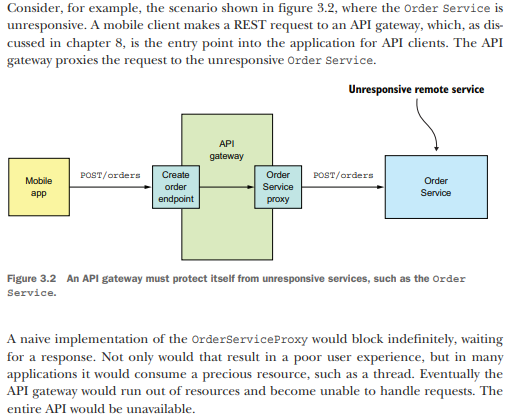 Consider, for example, the scenario shown in figure 3.2, where the Order Service is
unresponsive. A mobile client makes a REST request to an API gateway, which, as dis-
cussed in chapter 8, is the entry point into the application for API clients. The API
gateway proxies the request to the unresponsive Order Service.
Unresponsive remote service
API
gateway
Mobile
app
POST/orders
Create
order
endpoint
Order
Service
proxy
POST/orders
Order
Service
Figure 3.2 An API gateway must protect itself from unresponsive services, such as the Order
Service.
A naive implementation of the OrderServiceProxy would block indefinitely, waiting
for a response. Not only would that result in a poor user experience, but in many
applications it would consume a precious resource, such as a thread. Eventually the
API gateway would run out of resources and become unable to handle requests. The
entire API would be unavailable.